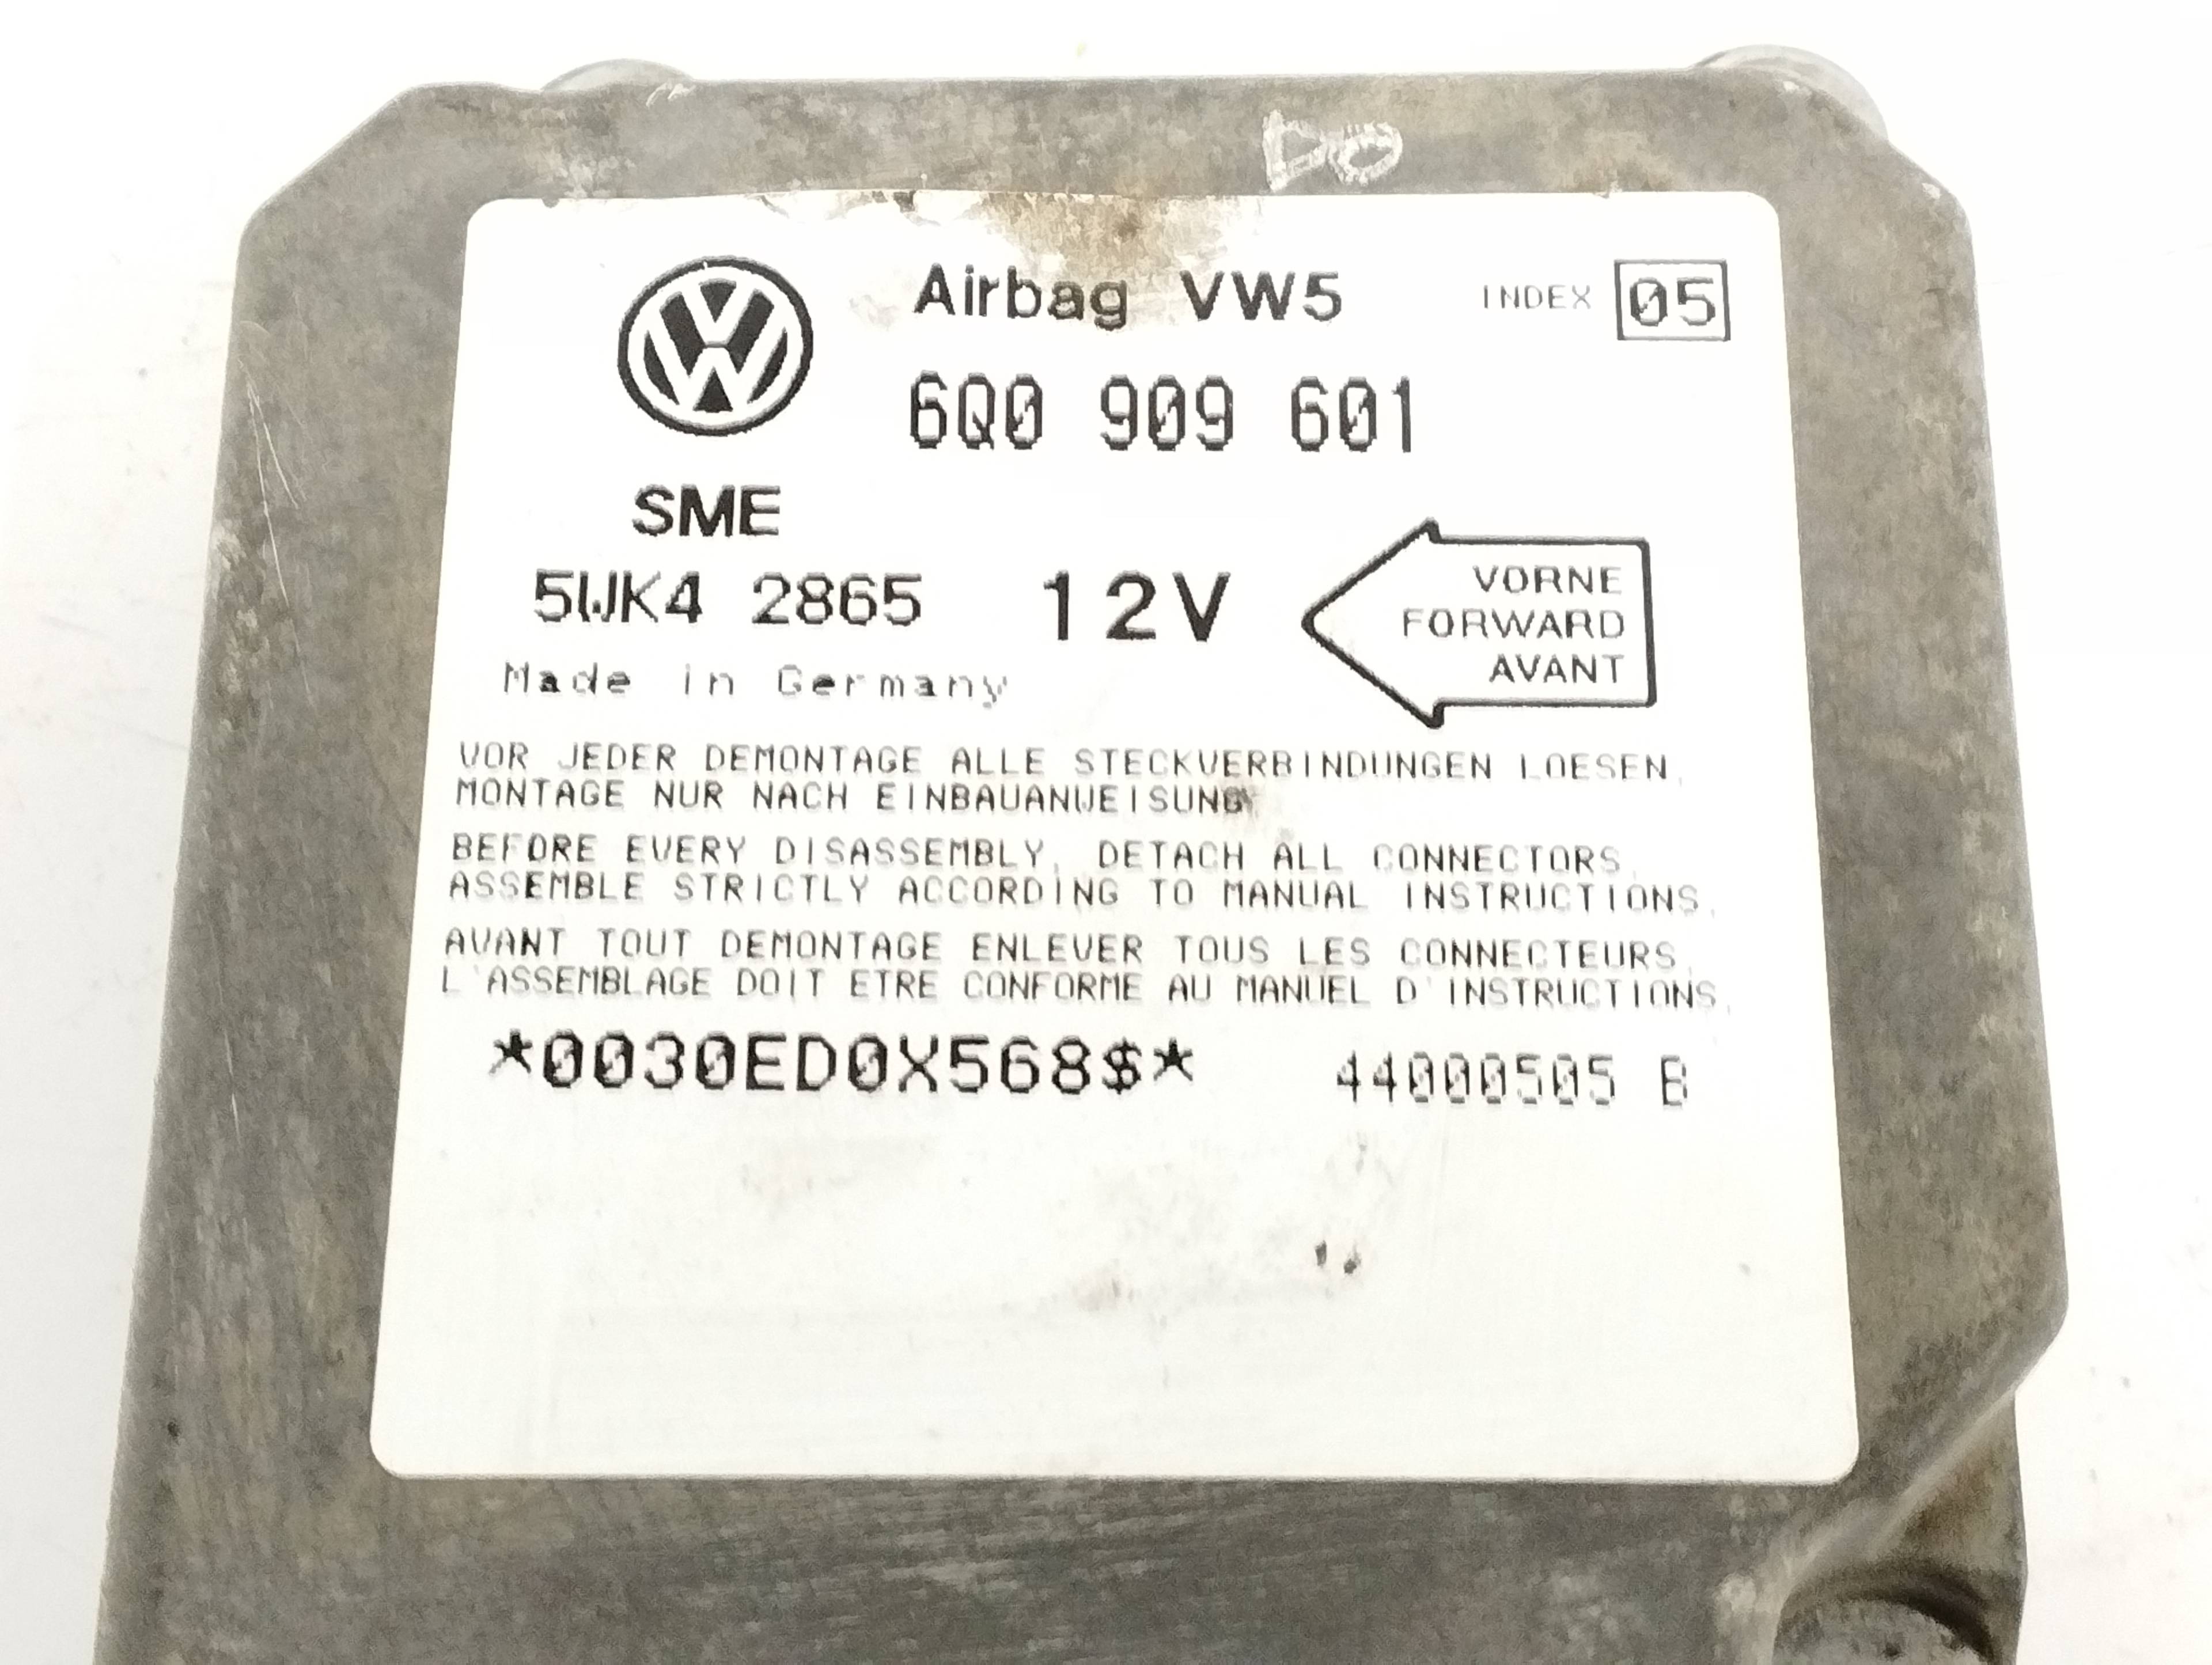 Airbag VW5 INDEX 05
6Q0 909 601
SME
5WK4 2865 12V
VORNE
FORWARD
AVANT
Made in Germany
VOR JEDER DEMONTAGE ALLE STECKVERBINDUNGEN LOESEN,
MONTAGE NUR NACH EINBAUANWEISUNG
BEFORE EVERY DISASSEMBLY, DETACH ALL CONNECTORS,
ASSEMBLE STRICTLY ACCORDING TO MANUAL INSTRUCTIONS.
AVANT TOUT DEMONTAGE ENLEVER TOUS LES CONNECTEURS,
L'ASSEMBLAGE DOIT ETRE CONFORME AU MANUEL D'INSTRUCTIONS.
*0030ED0X568$* 44000505 B